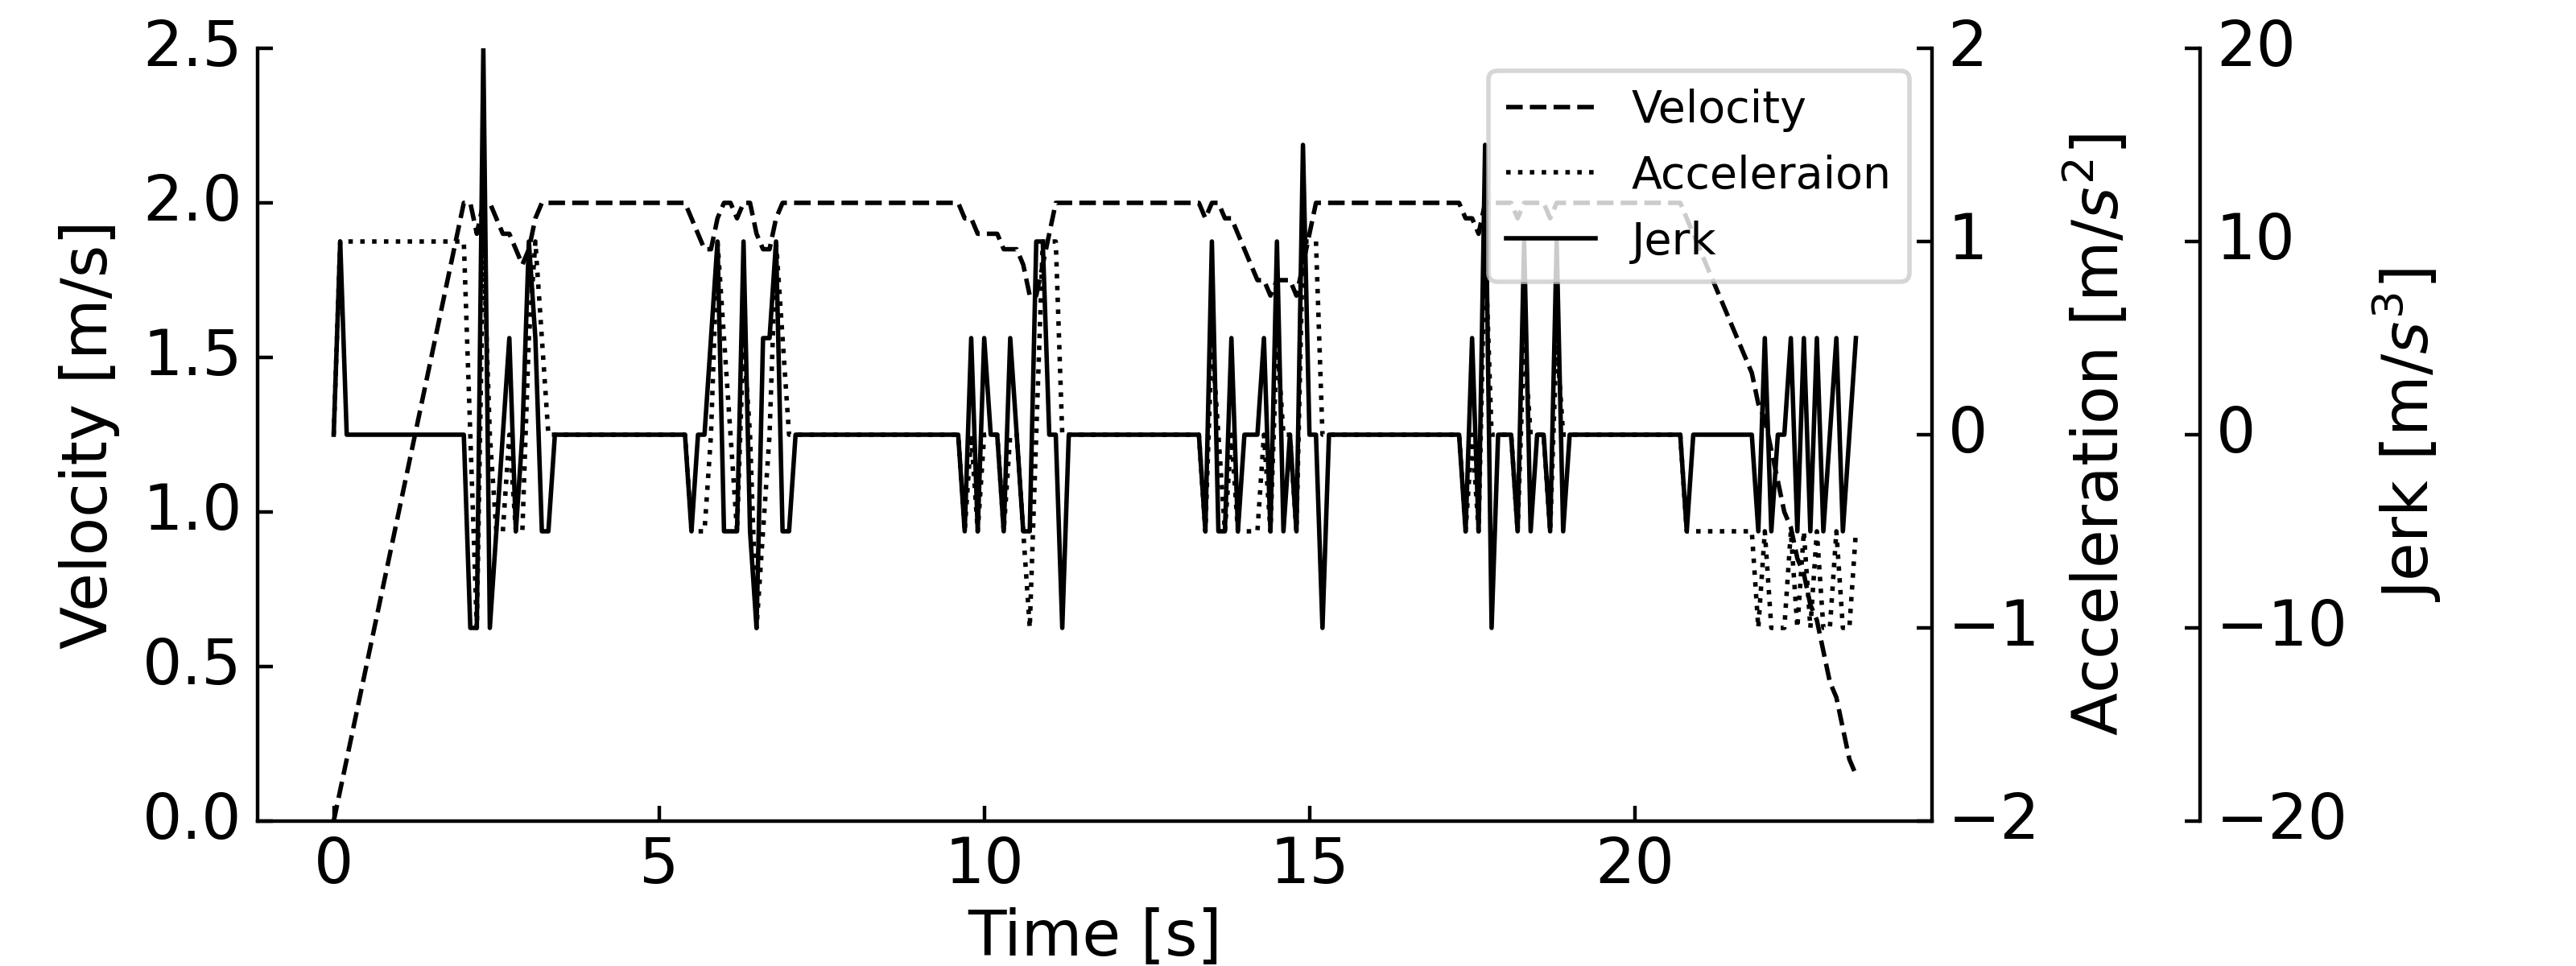 Velocity [m/s]
2.5
2.0
1.5
1.0
0.5
0.0
0 5 10 15 20
Time [s]
Velocity
Acceleraion
Jerk
2
1
0
−1
−2
Acceleration [m/s²]
20
10
0
−10
−20
Jerk [m/s³]